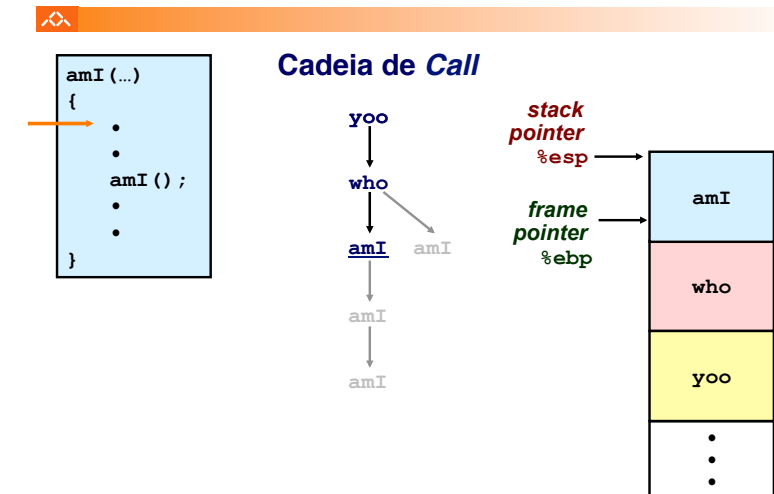 Cadeia de Call
amI(…)
{
•
•
amI();
•
•
}
yoo
who
amI amI
amI
amI
stack
pointer
%esp
frame
pointer
%ebp
amI
who
yoo
•
•
•